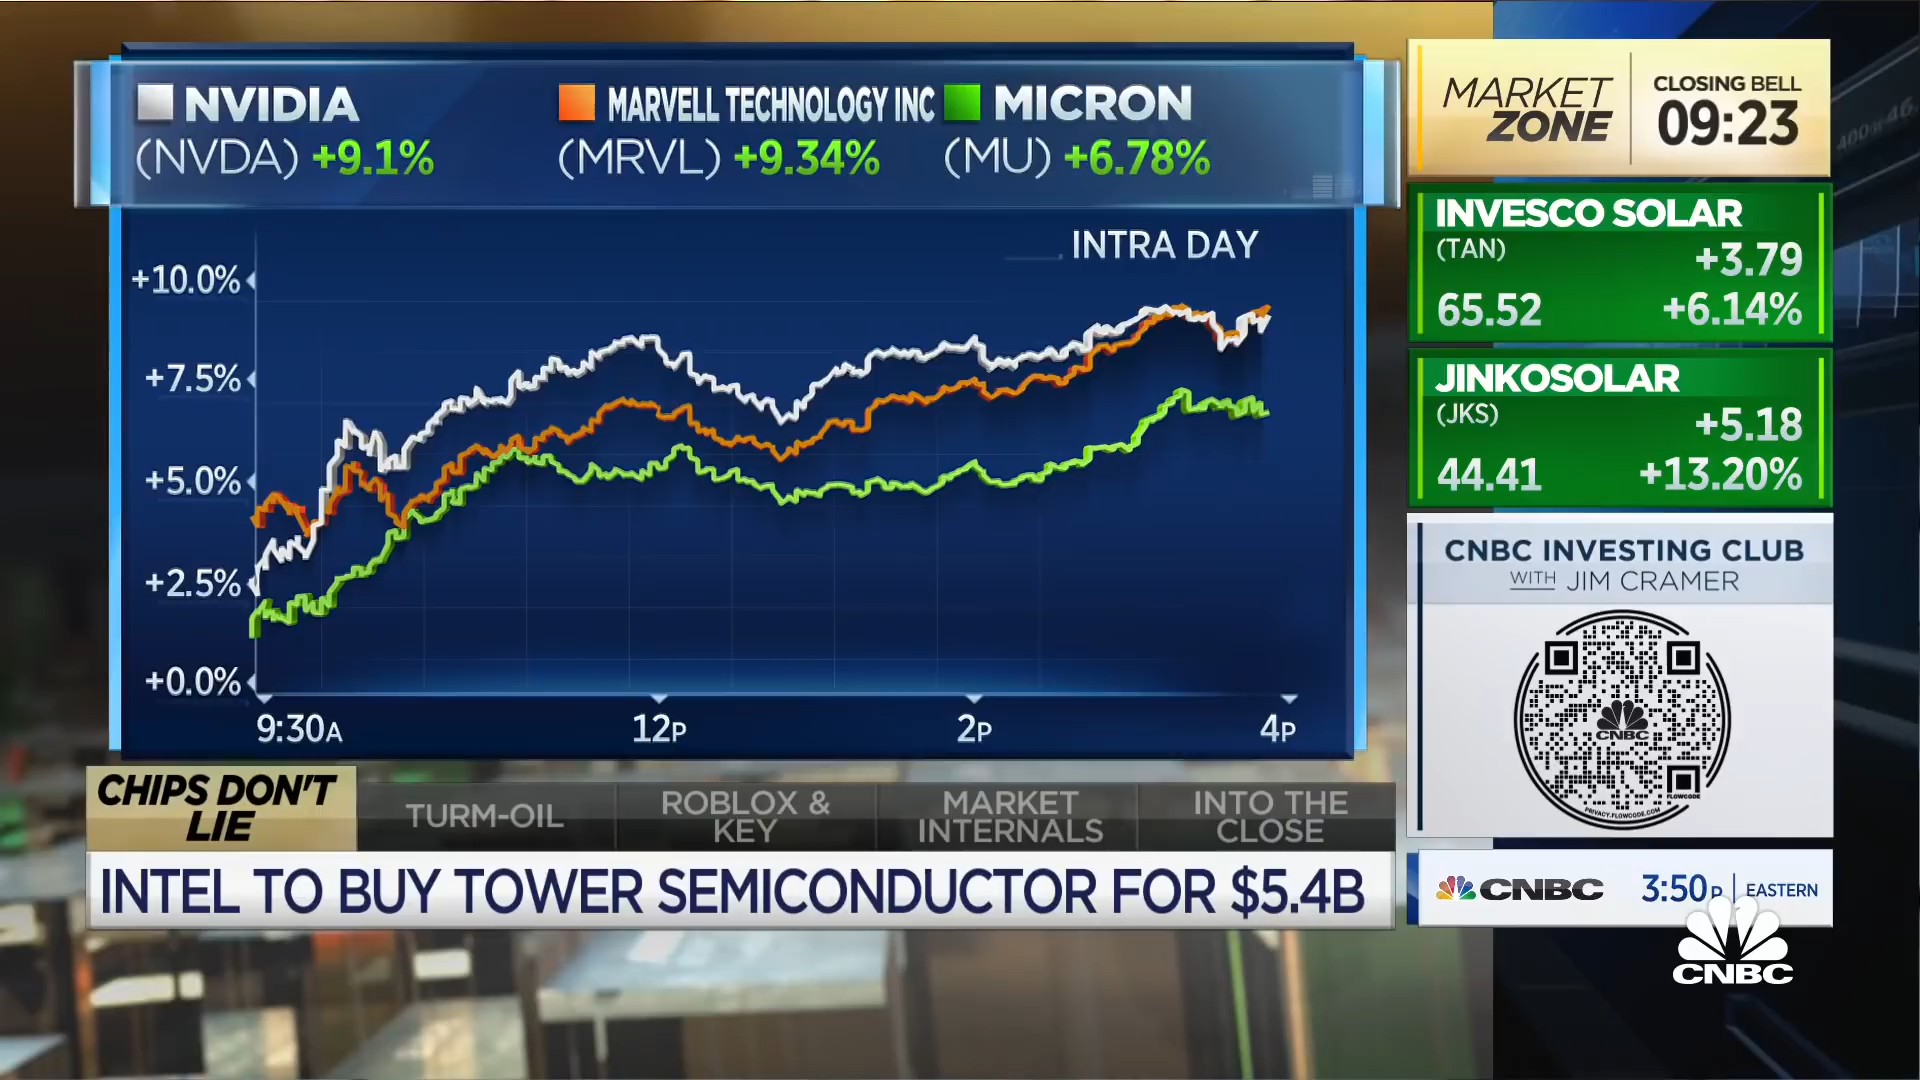 NVIDIA
(NVDA) +9.1%
MARVELL TECHNOLOGY INC
(MRVL) +9.34%
MICRON
(MU) +6.78%
INTRA DAY
+10.0%
+7.5%
+5.0%
+2.5%
+0.0%
9:30A
12P
2P
4P
CHIPS DON'T
LIE
TURM-OIL
ROBLOX &
KEY
MARKET
INTERNALS
INTO THE
CLOSE
INTEL TO BUY TOWER SEMICONDUCTOR FOR $5.4B
MARKET
ZONE
CLOSING BELL
09:23
INVESCO SOLAR
(TAN)
+3.79
65.52
+6.14%
JINKOSOLAR
(JKS)
+5.18
44.41
+13.20%
CNBC INVESTING CLUB
WITH JIM CRAMER
CNBC
FLOWCODE
PRIVACY.FLOWCODE.COM
CNBC
3:50P
EASTERN
CNBC